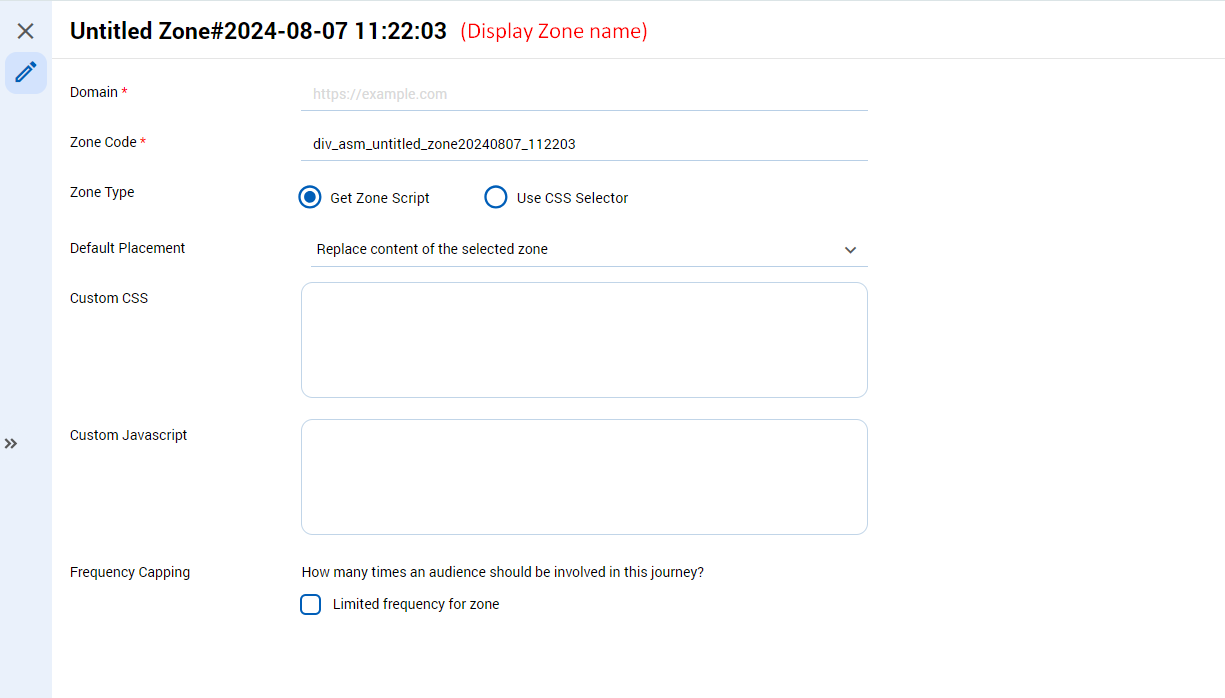 Untitled Zone#2024-08-07 11:22:03 (Display Zone name)
Domain *
https://example.com
Zone Code *
div_asm_untitled_zone20240807_112203
Zone Type
Get Zone Script
Use CSS Selector
Default Placement
Replace content of the selected zone
Custom CSS
Custom Javascript
Frequency Capping
How many times an audience should be involved in this journey?
Limited frequency for zone